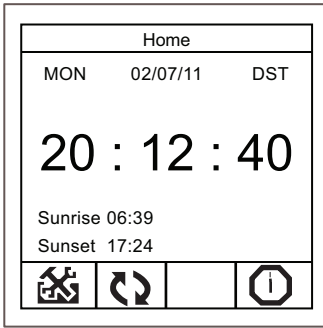 Home
MON 02/07/11 DST
20 : 12 : 40
Sunrise 06:39
Sunset 17:24
i